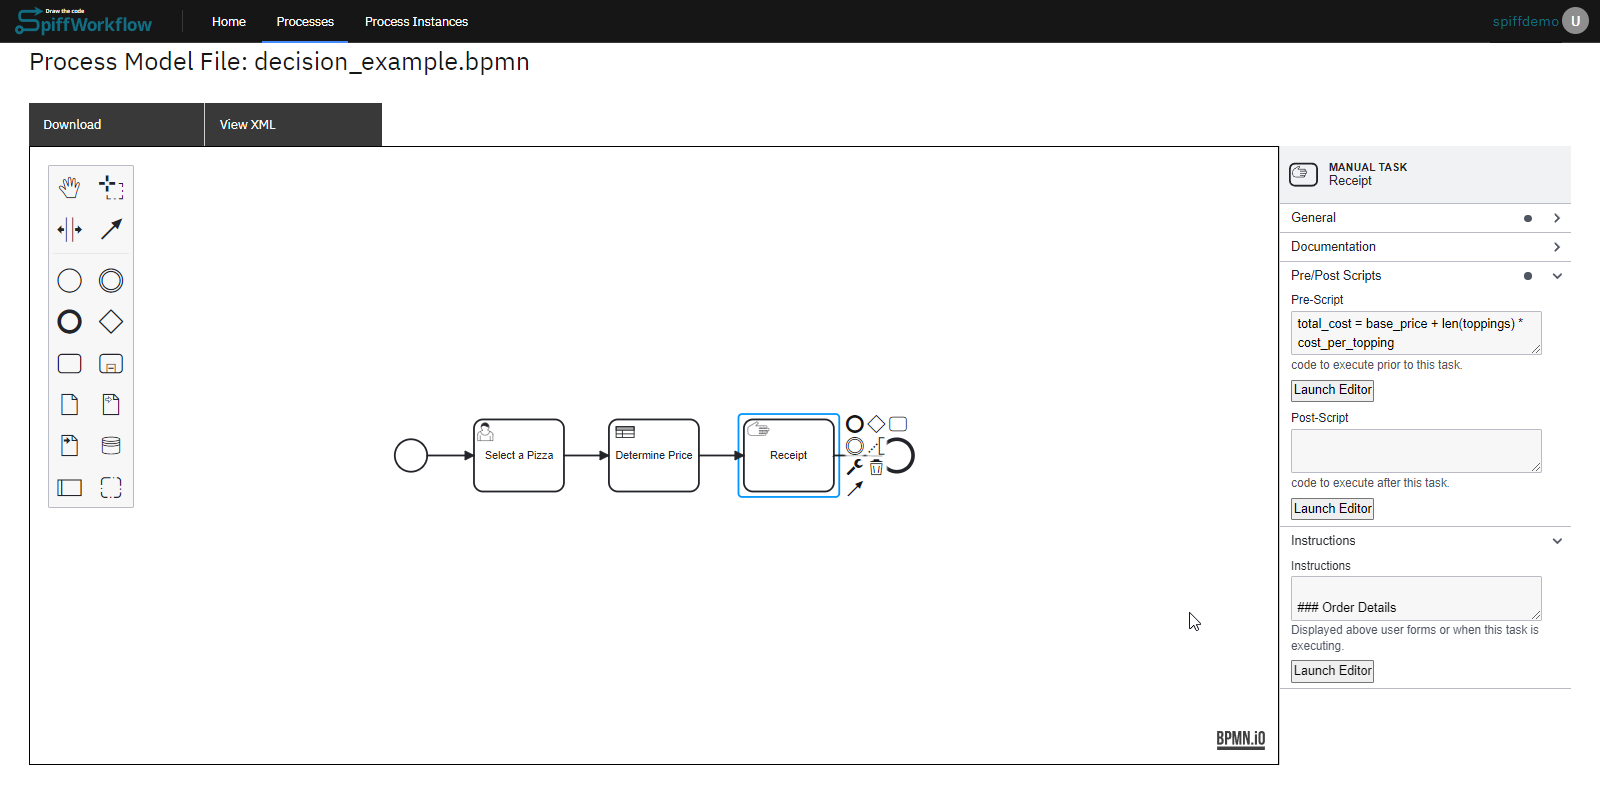 Draw the code
SpiffWorkflow
Home
Processes
Process Instances
spiffdemo
U
Process Model File: decision_example.bpmn
Download
View XML
MANUAL TASK
Receipt
General
Documentation
Pre/Post Scripts
Pre-Script
total_cost = base_price + len(toppings) *
cost_per_topping
code to execute prior to this task.
Launch Editor
Post-Script
code to execute after this task.
Launch Editor
Instructions
Instructions
### Order Details
Displayed above user forms or when this task is
executing.
Launch Editor
Select a Pizza
Determine Price
Receipt
BPMN.iO